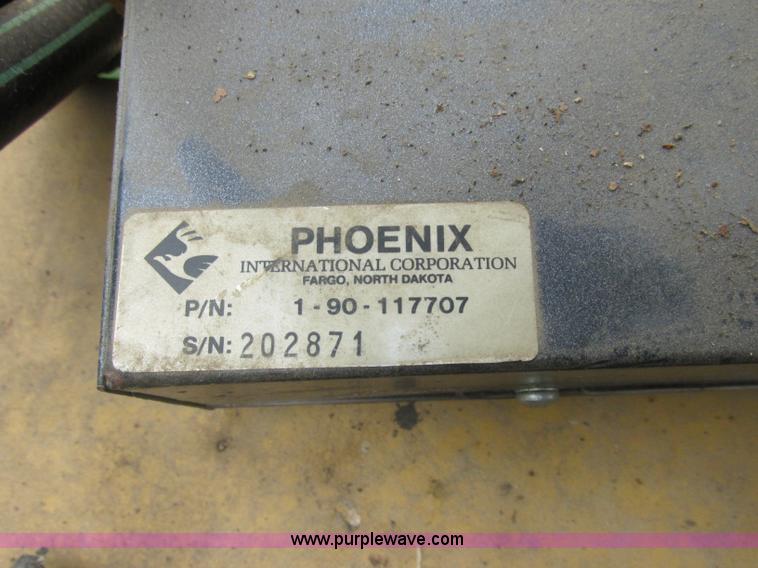 PHOENIX
INTERNATIONAL CORPORATION
FARGO, NORTH DAKOTA
P/N: 1-90-117707
S/N: 202871
www.purplewave.com